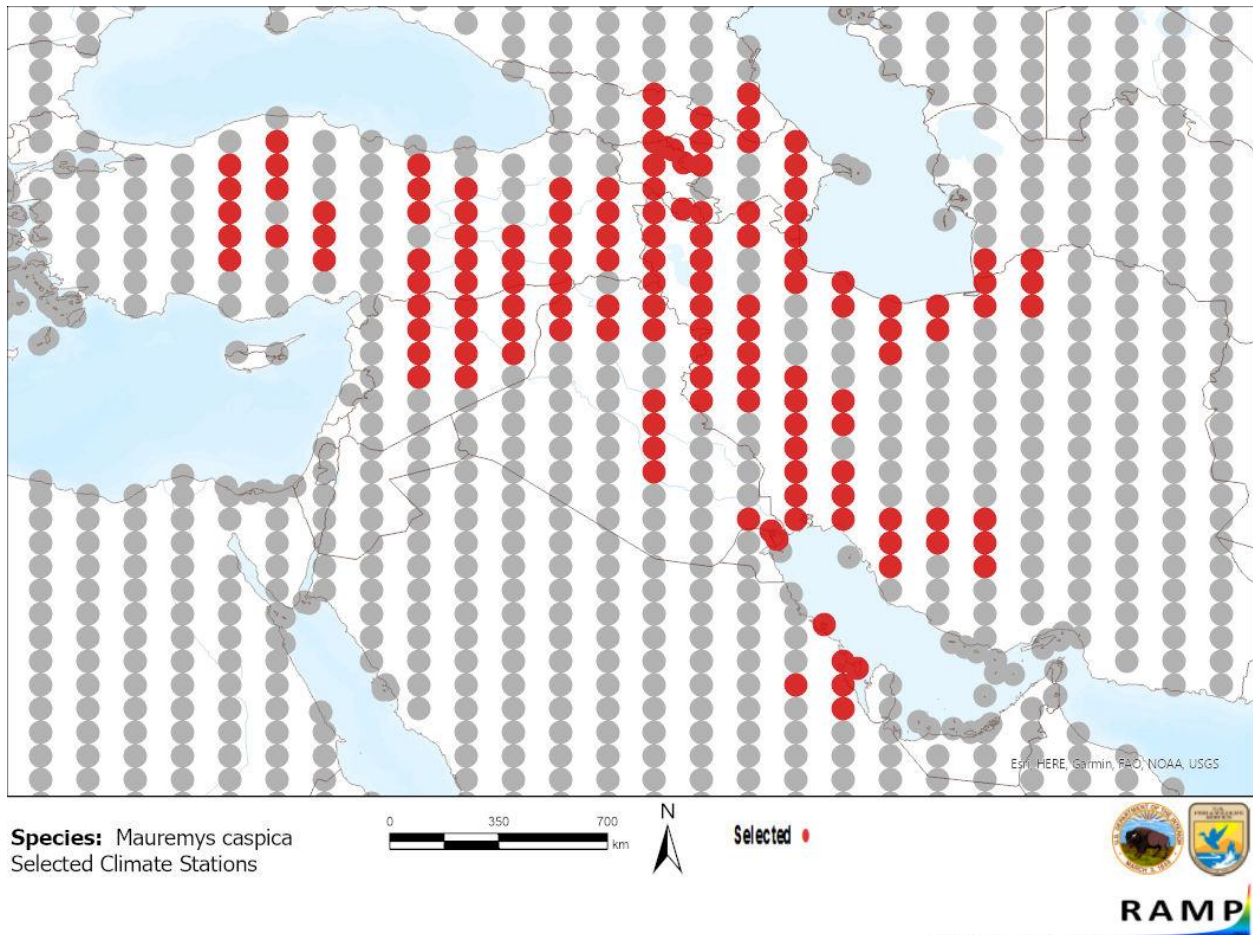 Esri, HERE, Garmin, FAO, NOAA, USGS
Species: Mauremys caspica
Selected Climate Stations
0 350 700
km
N
Selected
RAMP